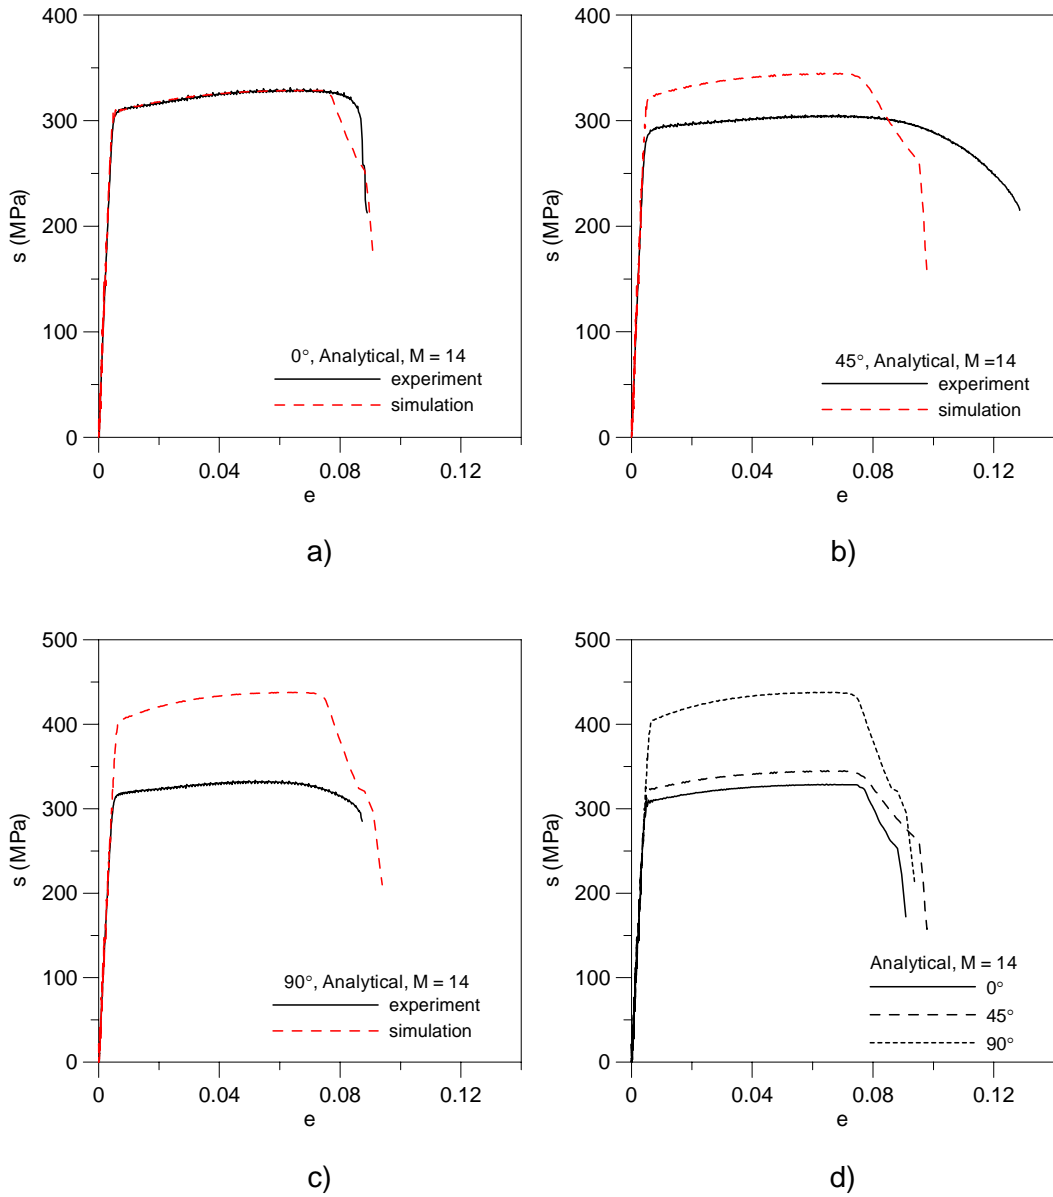 400
300
200
100
0
s (MPa)
0°, Analytical, M = 14
experiment
simulation
0 0.04 0.08 0.12
e
a)
400
300
200
100
0
s (MPa)
45°, Analytical, M =14
experiment
simulation
0 0.04 0.08 0.12
e
b)
500
400
300
200
100
0
s (MPa)
90°, Analytical, M = 14
experiment
simulation
0 0.04 0.08 0.12
e
c)
500
400
300
200
100
0
s (MPa)
Analytical, M = 14
0°
45°
90°
0 0.04 0.08 0.12
e
d)